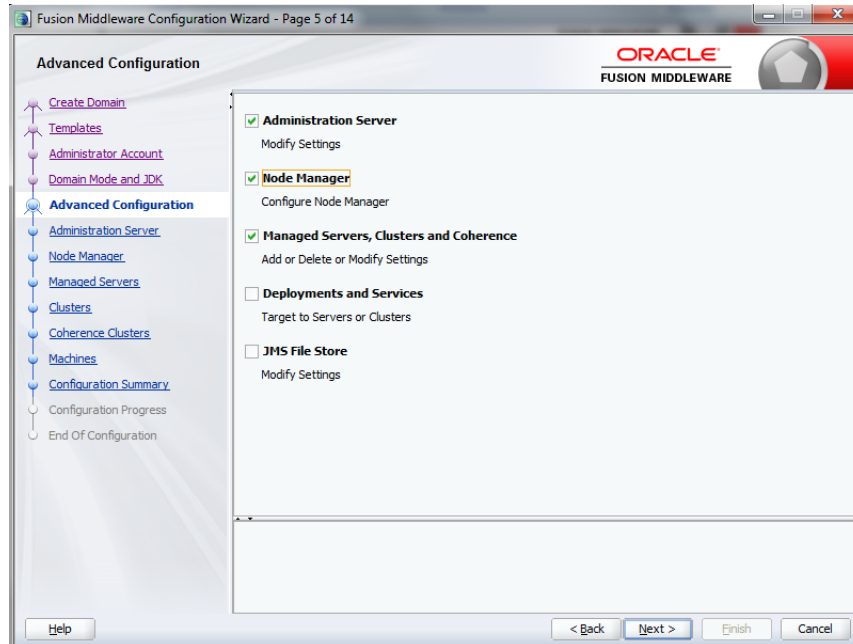 Fusion Middleware Configuration Wizard - Page 5 of 14
Advanced Configuration
ORACLE
FUSION MIDDLEWARE
Create Domain
Templates
Administrator Account
Domain Mode and JDK
Advanced Configuration
Administration Server
Node Manager
Managed Servers
Clusters
Coherence Clusters
Machines
Configuration Summary
Configuration Progress
End Of Configuration
Administration Server
Modify Settings
Node Manager
Configure Node Manager
Managed Servers, Clusters and Coherence
Add or Delete or Modify Settings
Deployments and Services
Target to Servers or Clusters
JMS File Store
Modify Settings
Help
< Back
Next >
Finish
Cancel